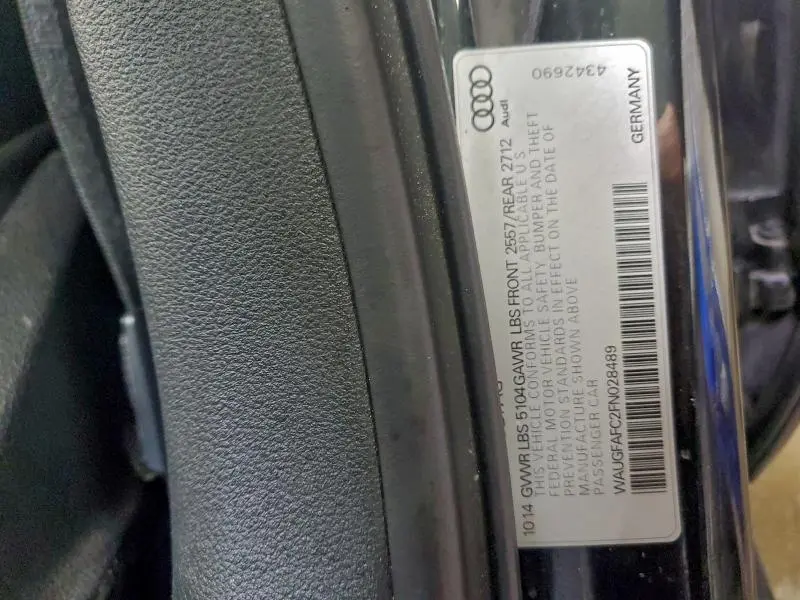 4342690
Audi
10 14 GVWR LBS 5104 GAWR LBS FRONT 2557/REAR 2712
THIS VEHICLE CONFORMS TO ALL APPLICABLE U S
FEDERAL MOTOR VEHICLE SAFETY, BUMPER AND THEFT
PREVENTION STANDARDS IN EFFECT ON THE DATE OF
MANUFACTURE SHOWN ABOVE
PASSENGER CAR
WAUGFAFC2FN028489
GERMANY